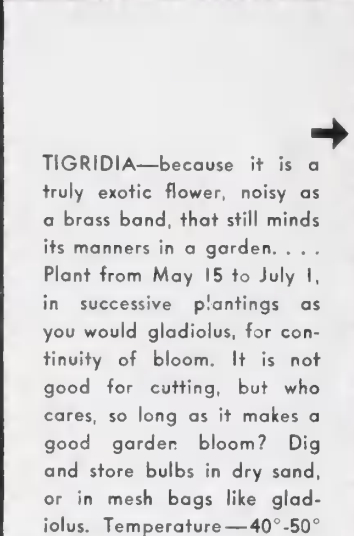 TIGRIDIA—because it is a
truly exotic flower, noisy as
a brass band, that still minds
its manners in a garden. . . .
Plant from May 15 to July 1,
in successive plantings as
you would gladiolus, for con-
tinuity of bloom. It is not
good for cutting, but who
cares, so long as it makes a
good garden bloom? Dig
and store bulbs in dry sand,
or in mesh bags like glad-
iolus. Temperature—40°-50°